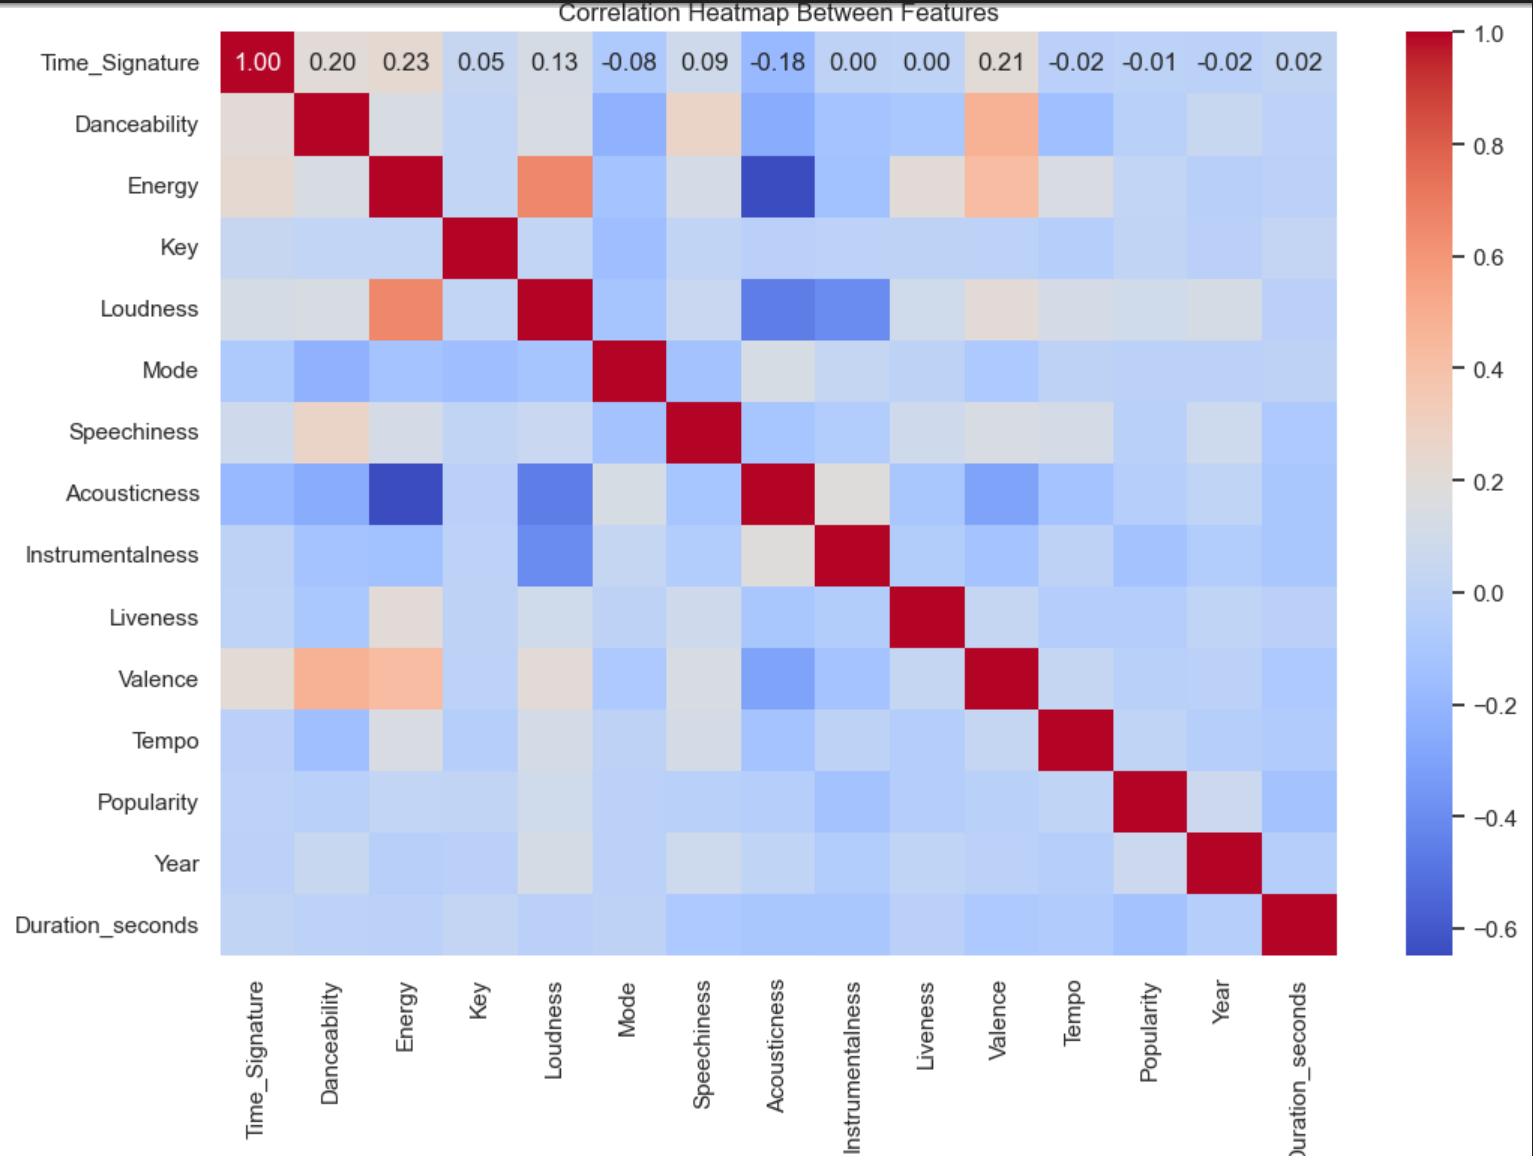 Correlation Heatmap Between Features
Time_Signature 1.00 0.20 0.23 0.05 0.13 -0.08 0.09 -0.18 0.00 0.00 0.21 -0.02 -0.01 -0.02 0.02
Danceability
Energy
Key
Loudness
Mode
Speechiness
Acousticness
Instrumentalness
Liveness
Valence
Tempo
Popularity
Year
Duration_seconds
Time_Signature
Danceability
Energy
Key
Loudness
Mode
Speechiness
Acousticness
Instrumentalness
Liveness
Valence
Tempo
Popularity
Year
Duration_seconds
1.0
0.8
0.6
0.4
0.2
0.0
−0.2
−0.4
−0.6